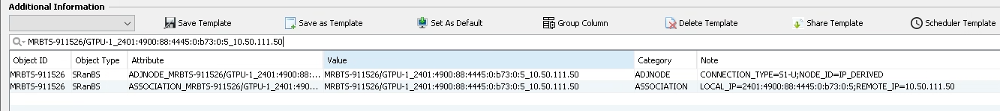 Additional Information
Save Template Save as Template Set As Default Group Column Delete Template Share Template Scheduler Template
MRBTS-911526/GTPU-1_2401:4900:88:4445:0:b73:0:5_10.50.111.50
Object ID Object Type Attribute Value Category Note
MRBTS-911526 SRanBS ADJNODE_MRBTS-911526/GTPU-1_2401:4900:88:... MRBTS-911526/GTPU-1_2401:4900:88:4445:0:b73:0:5_10.50.111.50 ADJNODE CONNECTION_TYPE=S1-U;NODE_ID=IP_DERIVED
MRBTS-911526 SRanBS ASSOCIATION_MRBTS-911526/GTPU-1_2401:490... MRBTS-911526/GTPU-1_2401:4900:88:4445:0:b73:0:5_10.50.111.50 ASSOCIATION LOCAL_IP=2401:4900:88:4445:0:b73:0:5;REMOTE_IP=10.50.111.50